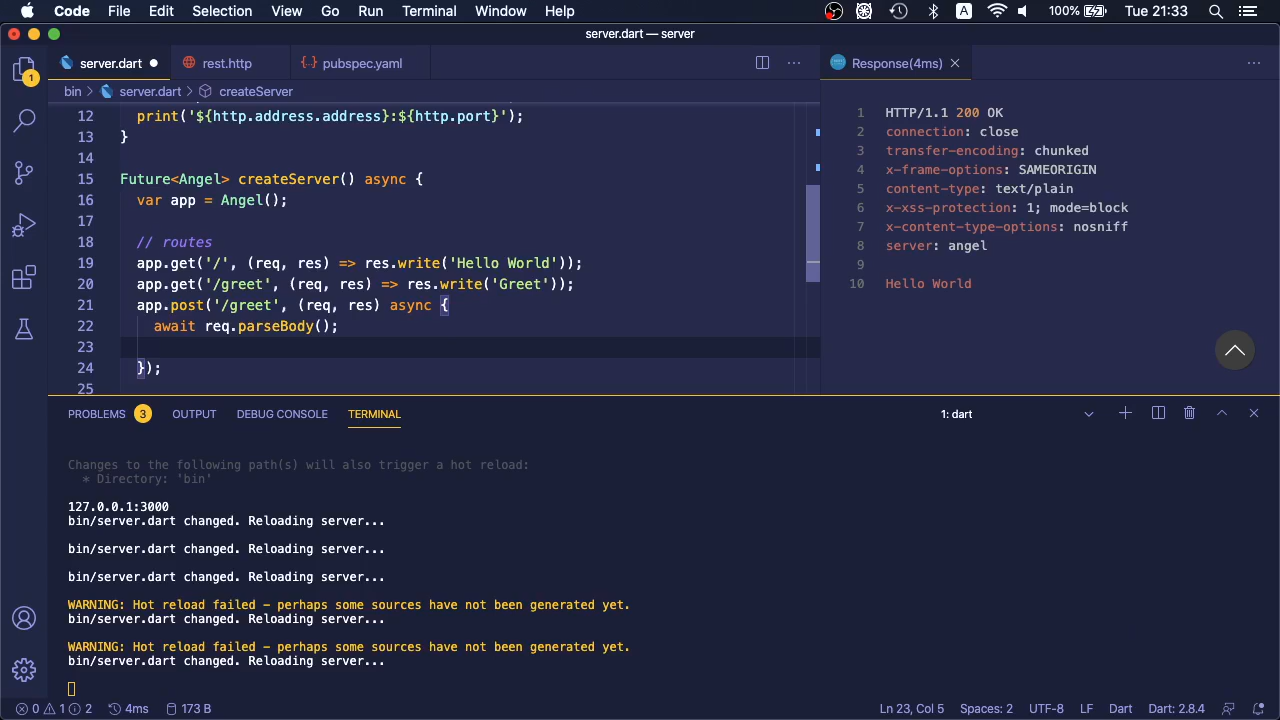 Code File Edit Selection View Go Run Terminal Window Help A 100% Tue 21:33
server.dart — server
server.dart rest.http pubspec.yaml
Response(4ms)
bin > server.dart > createServer
12 print('${http.address.address}:${http.port}');
13 }
14
15 Future<Angel> createServer() async {
16 var app = Angel();
17
18 // routes
19 app.get('/', (req, res) => res.write('Hello World'));
20 app.get('/greet', (req, res) => res.write('Greet'));
21 app.post('/greet', (req, res) async {
22 await req.parseBody();
23
24 });
25
1 HTTP/1.1 200 OK
2 connection: close
3 transfer-encoding: chunked
4 x-frame-options: SAMEORIGIN
5 content-type: text/plain
6 x-xss-protection: 1; mode=block
7 x-content-type-options: nosniff
8 server: angel
9
10 Hello World
1
PROBLEMS 3 OUTPUT DEBUG CONSOLE TERMINAL 1: dart
Changes to the following path(s) will also trigger a hot reload:
* Directory: 'bin'
127.0.0.1:3000
bin/server.dart changed. Reloading server...
bin/server.dart changed. Reloading server...
bin/server.dart changed. Reloading server...
WARNING: Hot reload failed - perhaps some sources have not been generated yet.
bin/server.dart changed. Reloading server...
WARNING: Hot reload failed - perhaps some sources have not been generated yet.
bin/server.dart changed. Reloading server...
0 1 2 4ms 173 B Ln 23, Col 5 Spaces: 2 UTF-8 LF Dart Dart: 2.8.4